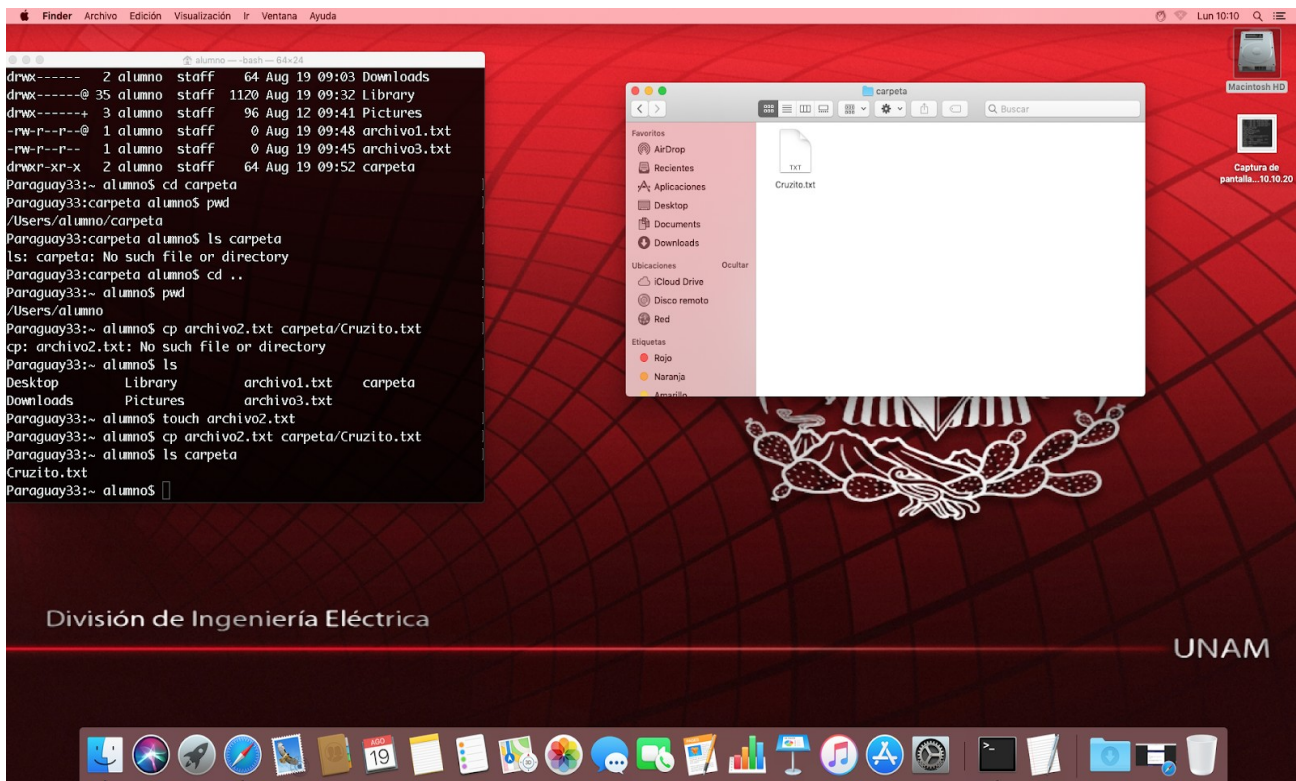 Finder Archivo Edición Visualización Ir Ventana Ayuda
Lun 10:10
alumno — -bash — 64×24
drwx------ 2 alumno staff 64 Aug 19 09:03 Downloads
drwx------@ 35 alumno staff 1120 Aug 19 09:32 Library
drwx------+ 3 alumno staff 96 Aug 12 09:41 Pictures
-rw-r--r--@ 1 alumno staff 0 Aug 19 09:48 archivo1.txt
-rw-r--r-- 1 alumno staff 0 Aug 19 09:45 archivo3.txt
drwxr-xr-x 2 alumno staff 64 Aug 19 09:52 carpeta
Paraguay33:~ alumno$ cd carpeta
Paraguay33:carpeta alumno$ pwd
/Users/alumno/carpeta
Paraguay33:carpeta alumno$ ls carpeta
ls: carpeta: No such file or directory
Paraguay33:carpeta alumno$ cd ..
Paraguay33:~ alumno$ pwd
/Users/alumno
Paraguay33:~ alumno$ cp archivo2.txt carpeta/Cruzito.txt
cp: archivo2.txt: No such file or directory
Paraguay33:~ alumno$ ls
Desktop Library archivo1.txt carpeta
Downloads Pictures archivo3.txt
Paraguay33:~ alumno$ touch archivo2.txt
Paraguay33:~ alumno$ cp archivo2.txt carpeta/Cruzito.txt
Paraguay33:~ alumno$ ls carpeta
Cruzito.txt
Paraguay33:~ alumno$
carpeta
Buscar
Favoritos
AirDrop
Recientes
Aplicaciones
Desktop
Documents
Downloads
Ubicaciones Ocultar
iCloud Drive
Disco remoto
Red
Etiquetas
Rojo
Naranja
Amarillo
TXT
Cruzito.txt
Macintosh HD
Captura de
pantalla...10.10.20
División de Ingeniería Eléctrica
UNAM
AGO
19